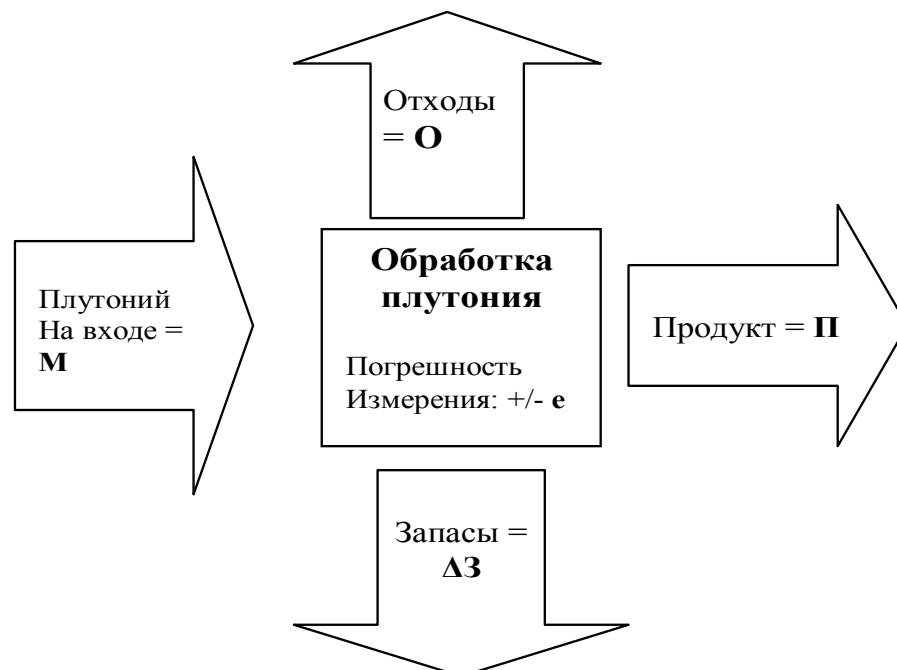 Отходы
= О
Плутоний
На входе =
М
Обработка
плутония
Погрешность
Измерения: +/- е
Продукт = П
Запасы =
ΔЗ